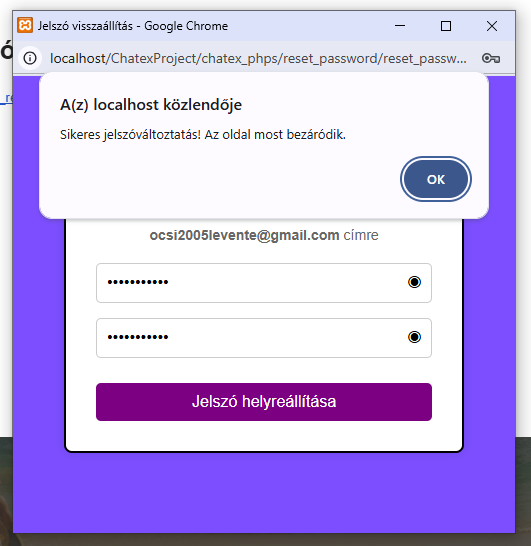 Jelszó visszaállítás - Google Chrome
localhost/ChatexProject/chatex_phps/reset_password/reset_passw...
A(z) localhost közlendője
Sikeres jelszóváltoztatás! Az oldal most bezáródik.
OK
ocsi2005levente@gmail.com címre
Jelszó helyreállítása